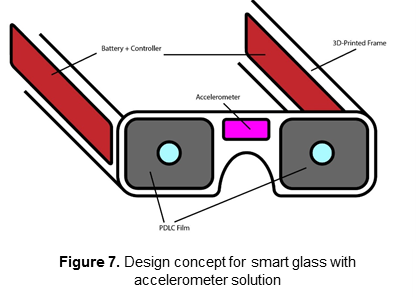 3D-Printed Frame
Battery + Controller
Accelerometer
PDLC Film
Figure 7. Design concept for smart glass with
accelerometer solution